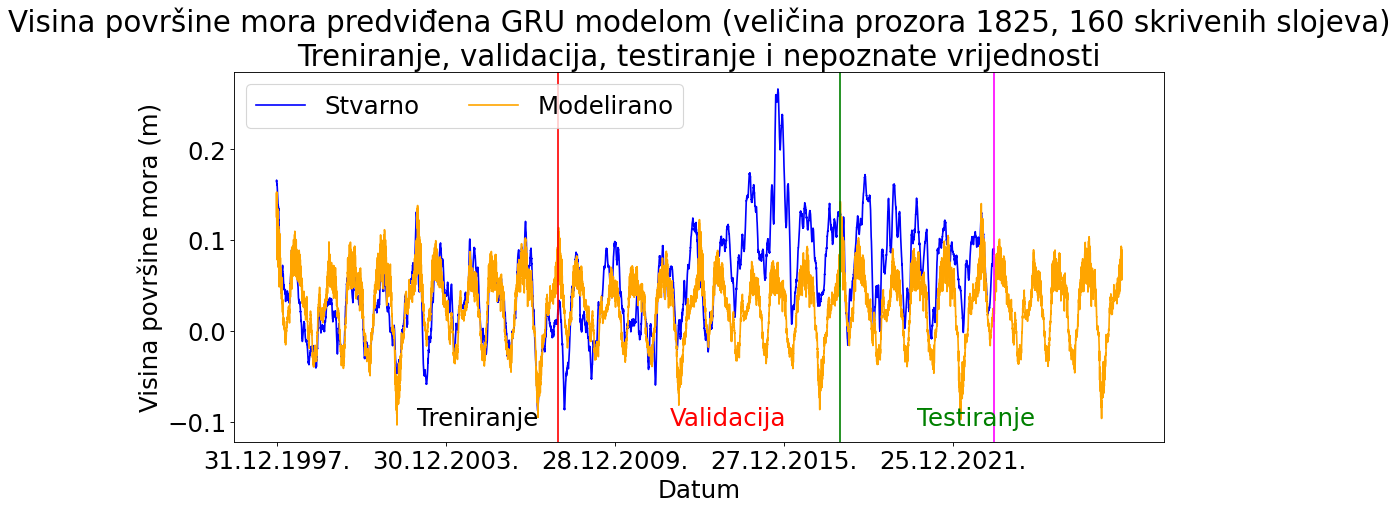 Visina površine mora predviđena GRU modelom (veličina prozora 1825, 160 skrivenih slojeva)
Treniranje, validacija, testiranje i nepoznate vrijednosti
Stvarno
Modelirano
Visina površine mora (m)
0.2
0.1
0.0
−0.1
Treniranje
Validacija
Testiranje
31.12.1997.
30.12.2003.
28.12.2009.
27.12.2015.
25.12.2021.
Datum